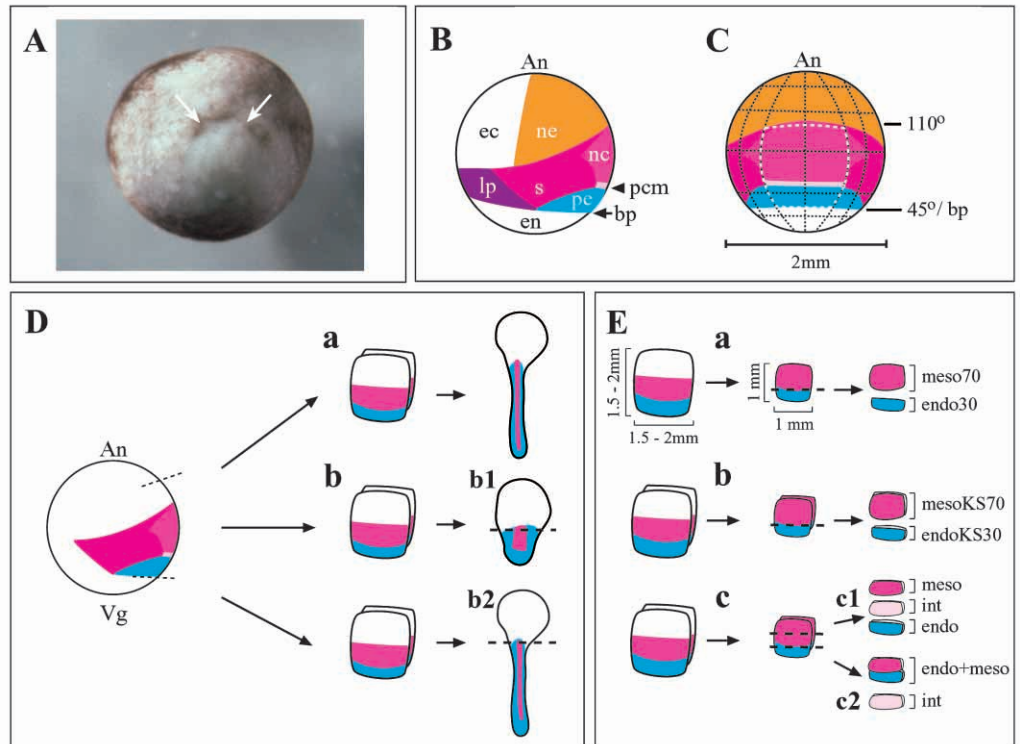 A
B
An
ec
ne
nc
lp
s
pc
pcm
en
bp
C
An
110º
45º/ bp
2mm
D
An
Vg
a
b
b1
b2
E
a
1.5 - 2mm
1.5 - 2mm
1 mm
1 mm
meso70
endo30
b
mesoKS70
endoKS30
c
c1
meso
int
endo
endo+meso
c2
int